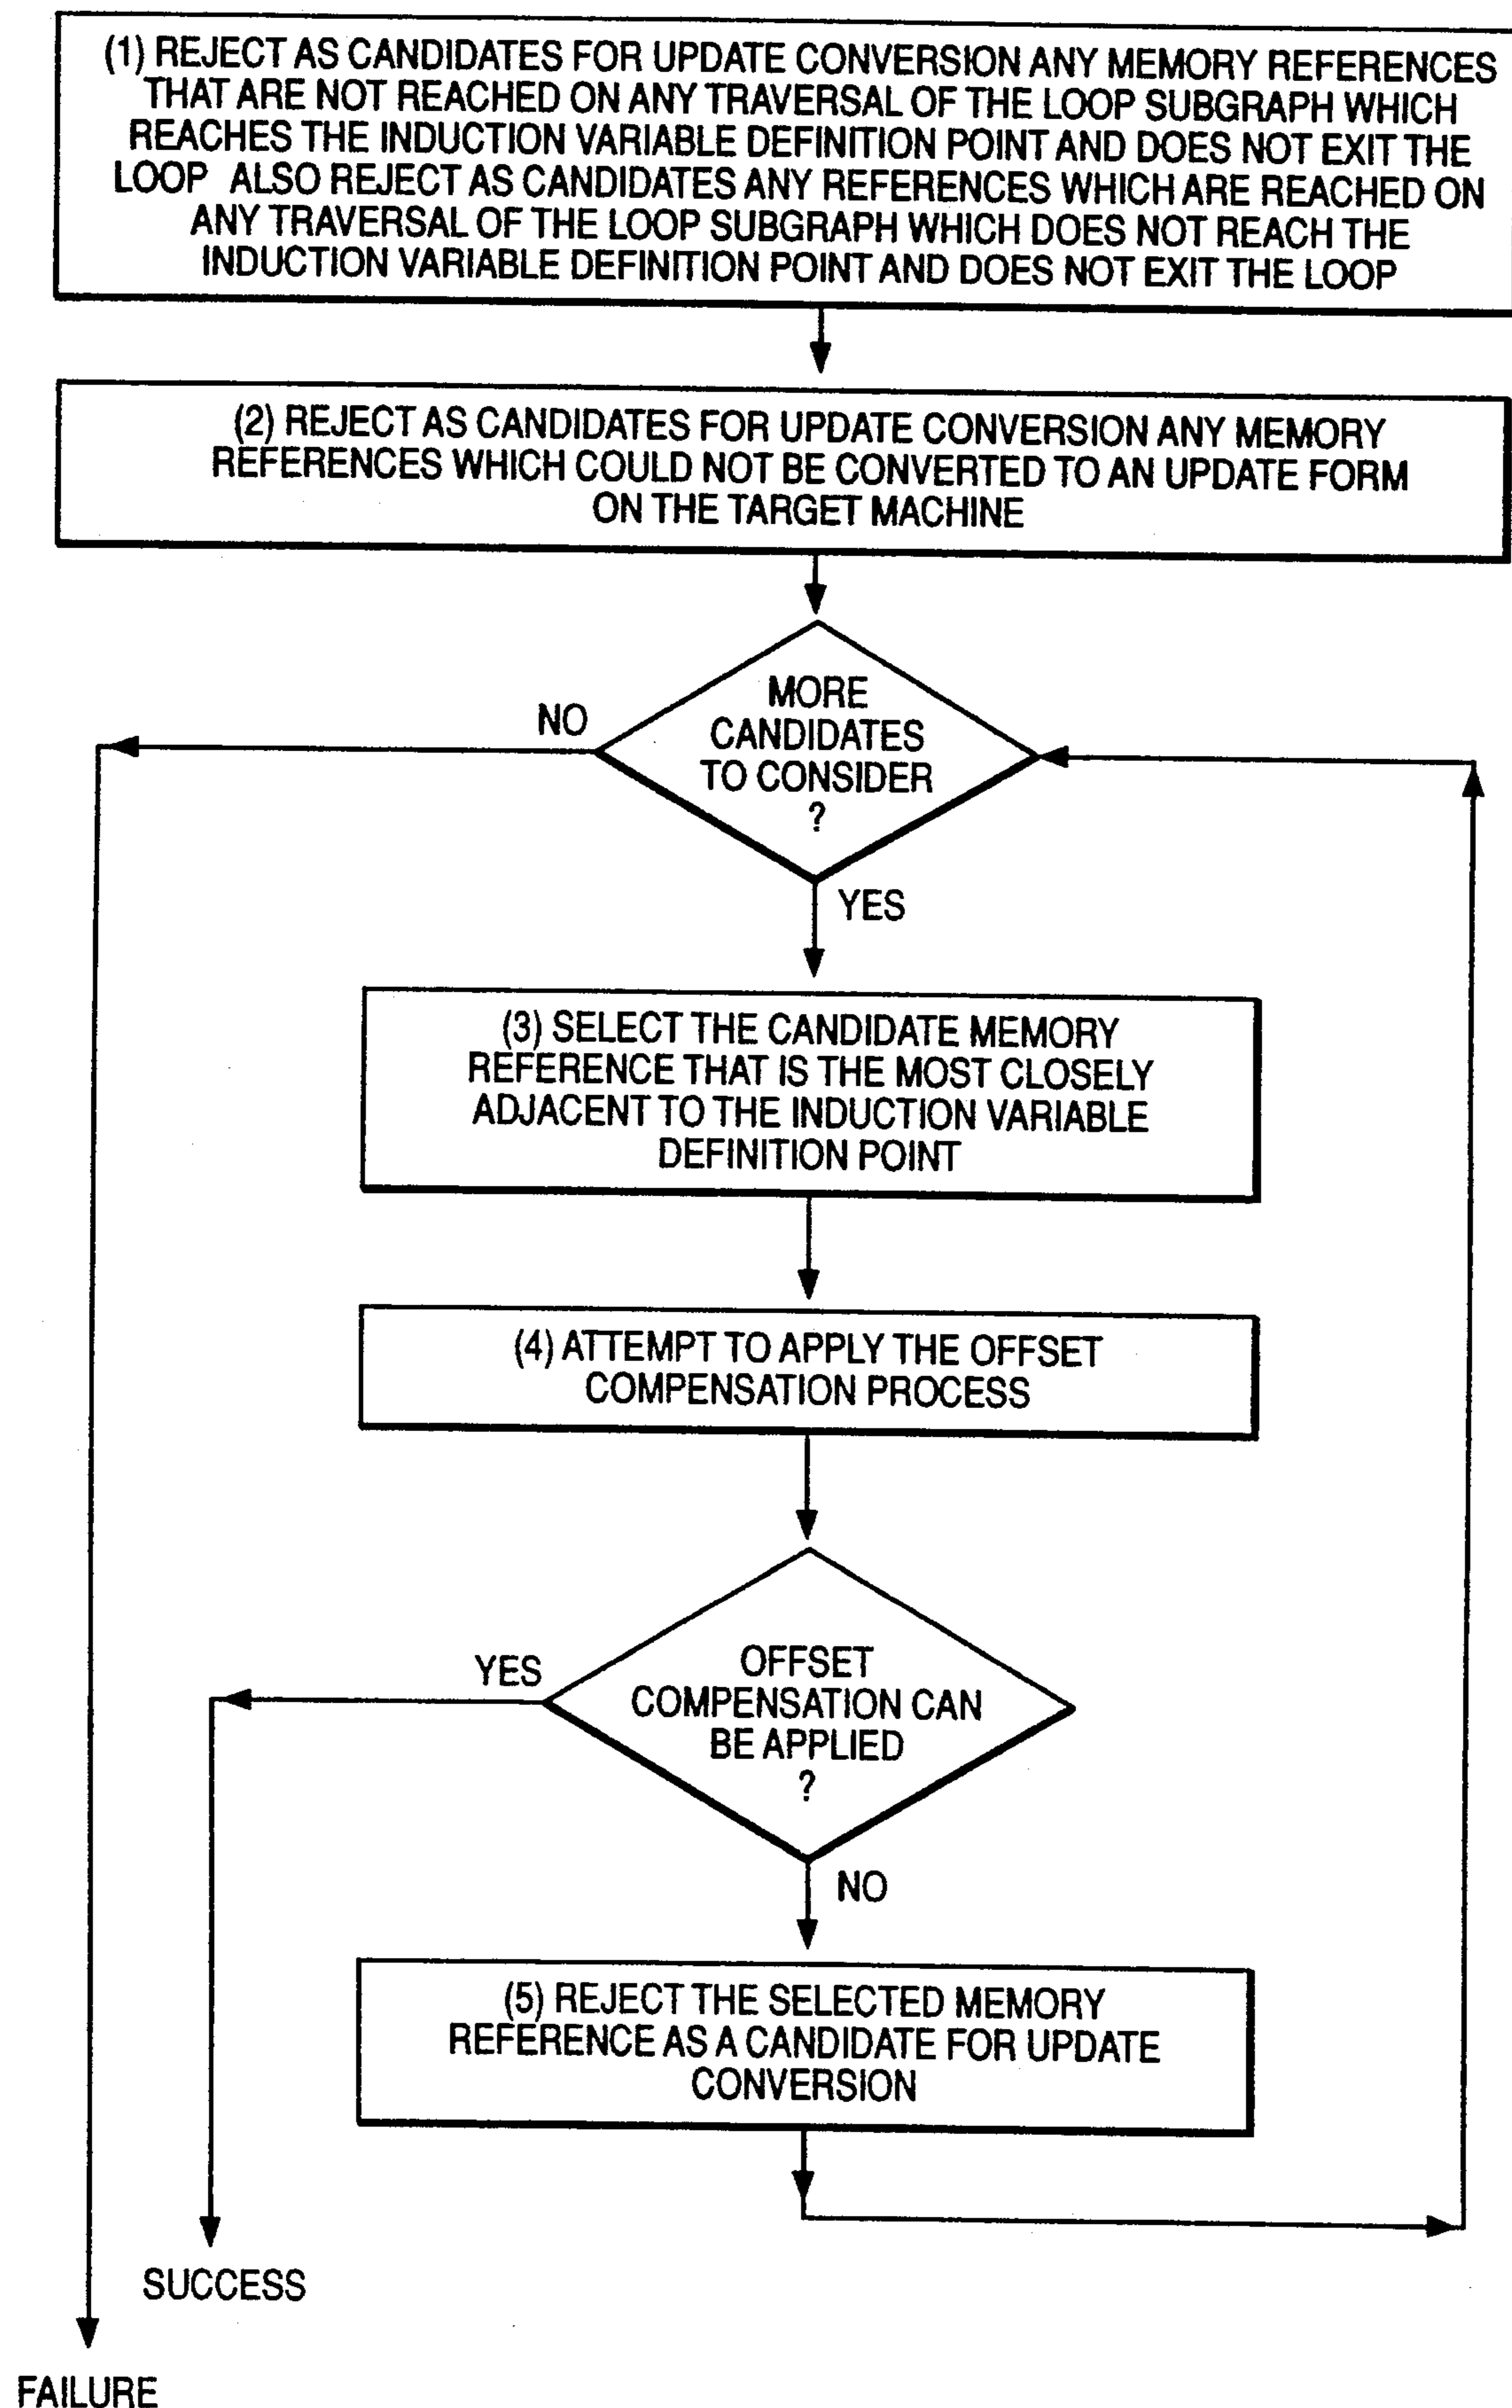 (1) REJECT AS CANDIDATES FOR UPDATE CONVERSION ANY MEMORY REFERENCES
THAT ARE NOT REACHED ON ANY TRAVERSAL OF THE LOOP SUBGRAPH WHICH
REACHES THE INDUCTION VARIABLE DEFINITION POINT AND DOES NOT EXIT THE
LOOP ALSO REJECT AS CANDIDATES ANY REFERENCES WHICH ARE REACHED ON
ANY TRAVERSAL OF THE LOOP SUBGRAPH WHICH DOES NOT REACH THE
INDUCTION VARIABLE DEFINITION POINT AND DOES NOT EXIT THE LOOP
(2) REJECT AS CANDIDATES FOR UPDATE CONVERSION ANY MEMORY
REFERENCES WHICH COULD NOT BE CONVERTED TO AN UPDATE FORM
ON THE TARGET MACHINE
NO
MORE
CANDIDATES
TO CONSIDER
?
YES
(3) SELECT THE CANDIDATE MEMORY
REFERENCE THAT IS THE MOST CLOSELY
ADJACENT TO THE INDUCTION VARIABLE
DEFINITION POINT
(4) ATTEMPT TO APPLY THE OFFSET
COMPENSATION PROCESS
YES
OFFSET
COMPENSATION CAN
BE APPLIED
?
NO
(5) REJECT THE SELECTED MEMORY
REFERENCE AS A CANDIDATE FOR UPDATE
CONVERSION
SUCCESS
FAILURE